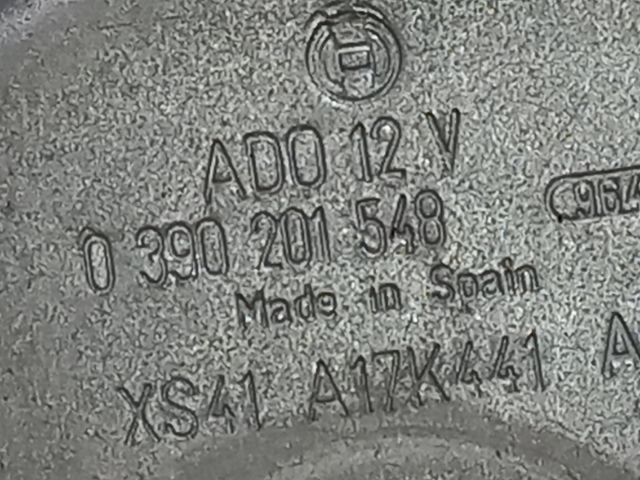 ADO 12 V
0 390 201 548
Made in Spain
XS41 A17K441 A